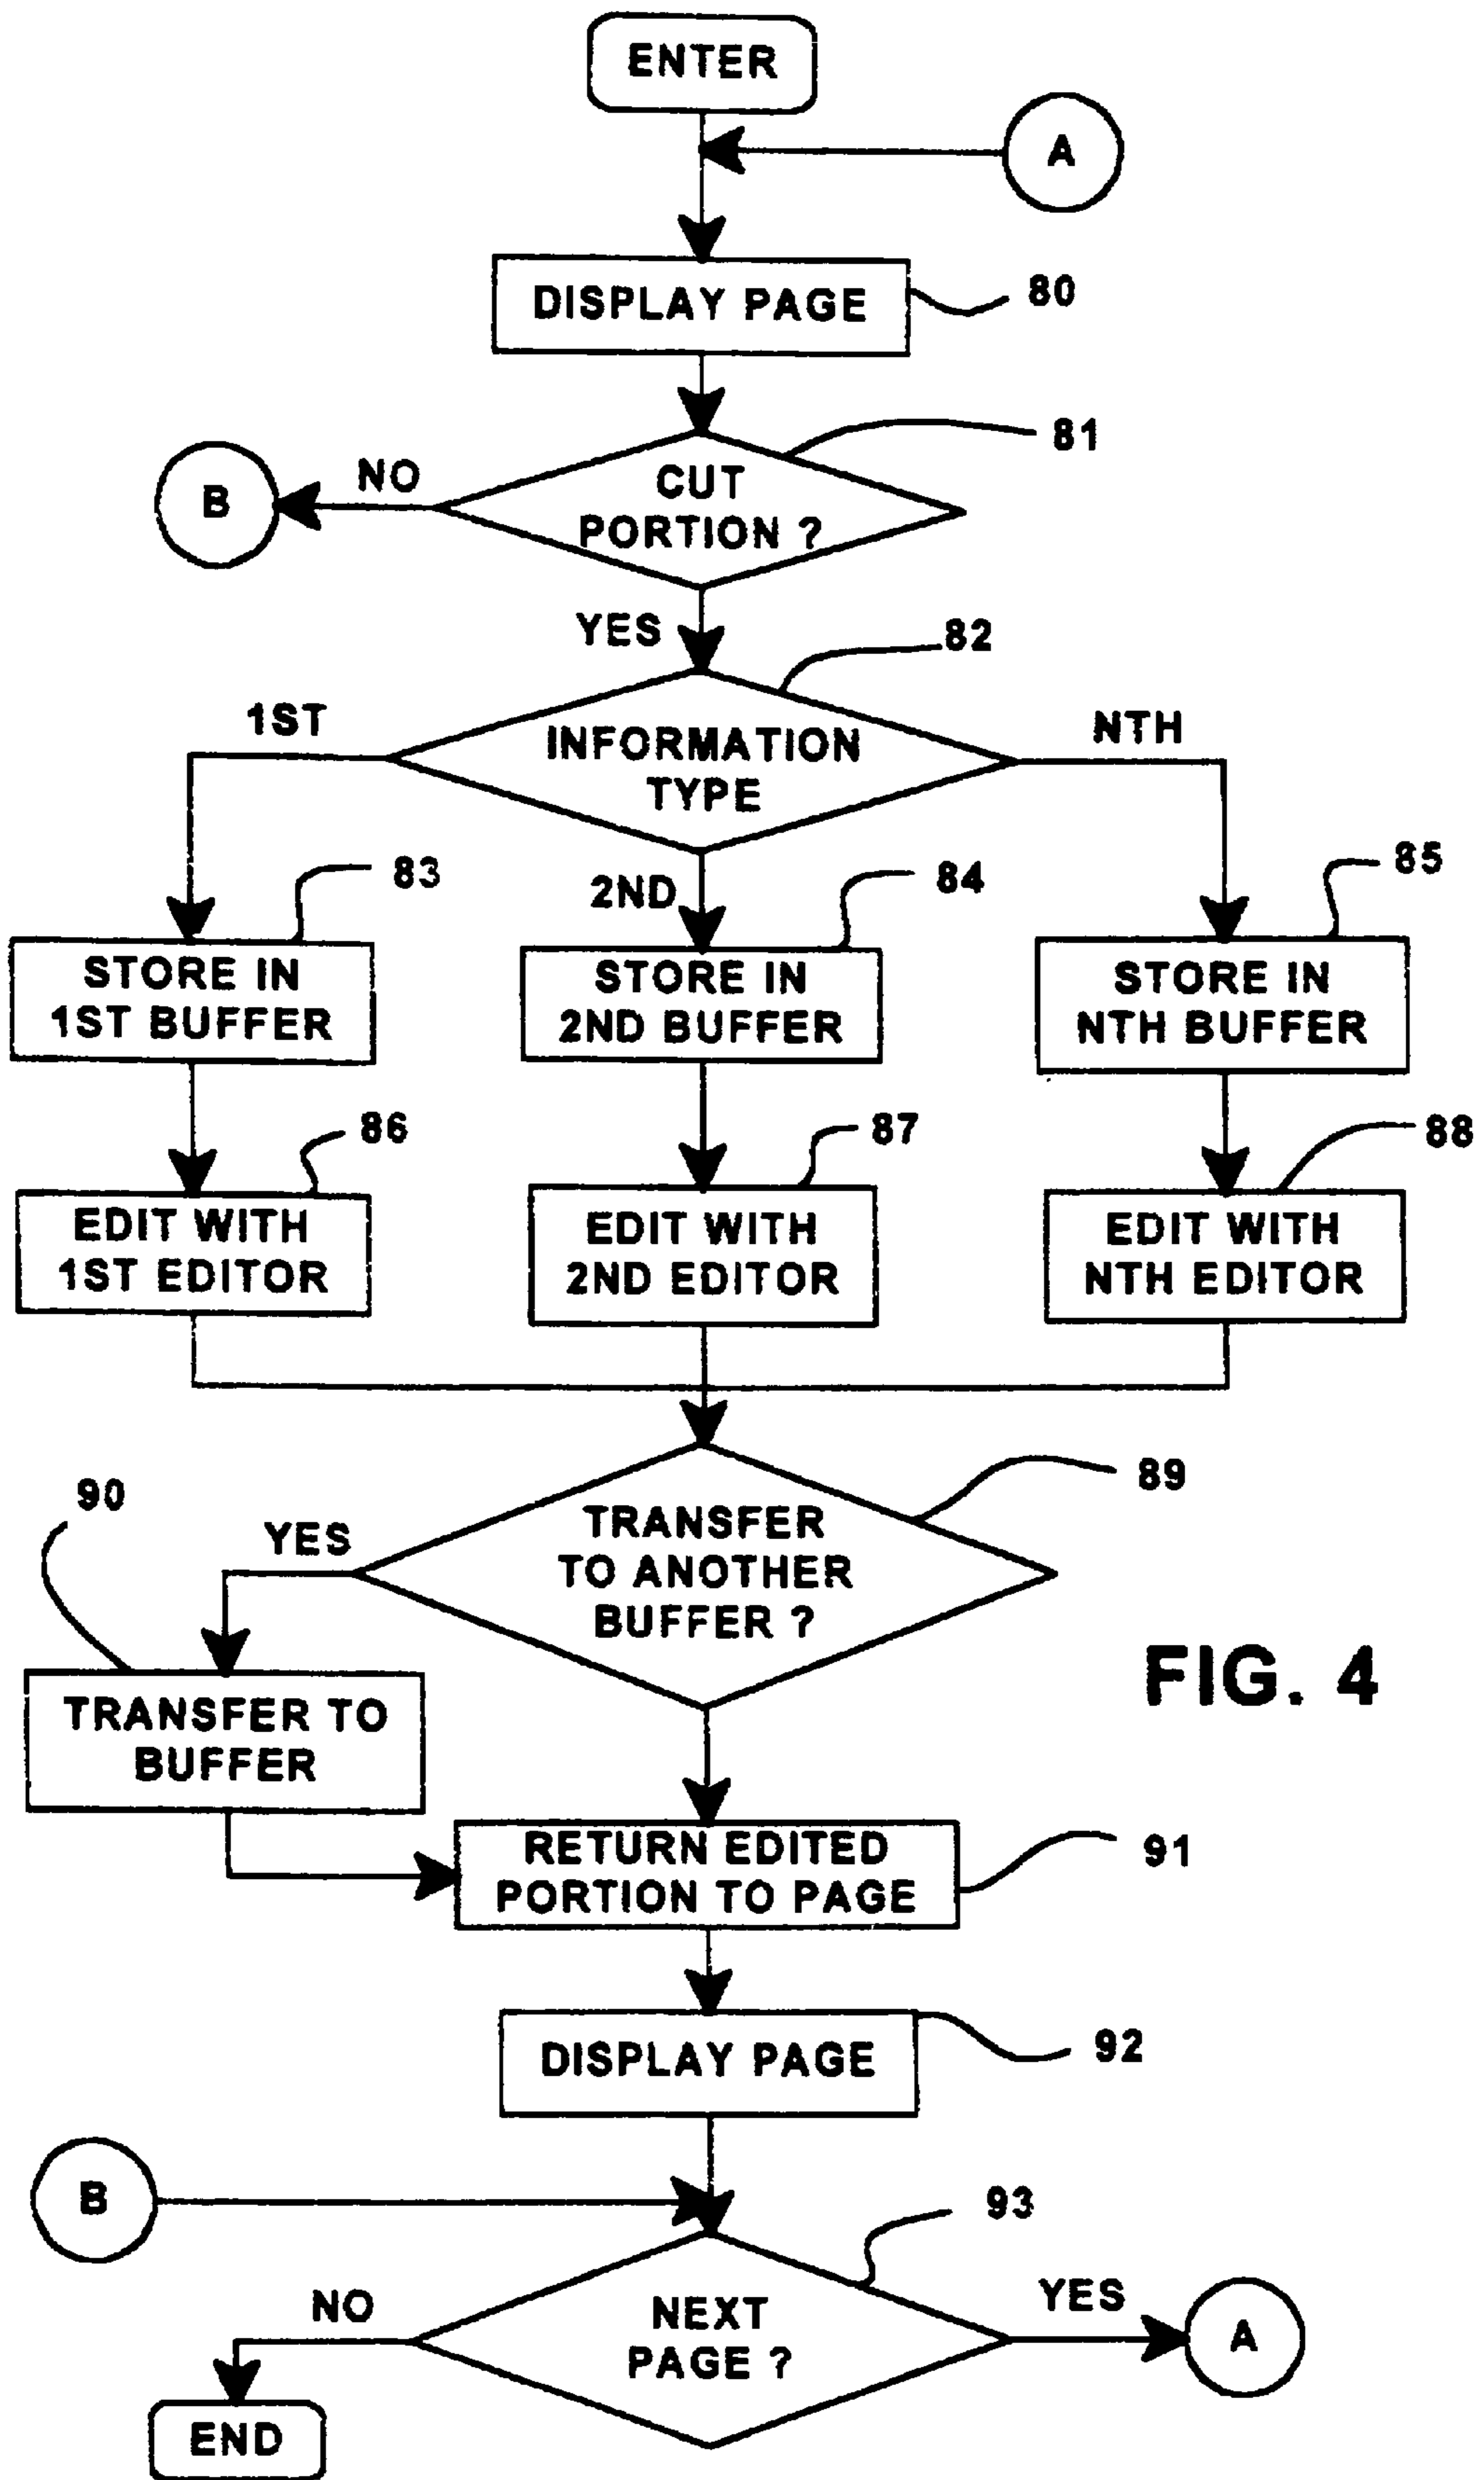 ENTER
A
DISPLAY PAGE
80
81
CUT
PORTION ?
NO
B
YES
82
1ST
INFORMATION
TYPE
NTH
2ND
83
84
85
STORE IN
1ST BUFFER
STORE IN
2ND BUFFER
STORE IN
NTH BUFFER
86
87
88
EDIT WITH
1ST EDITOR
EDIT WITH
2ND EDITOR
EDIT WITH
NTH EDITOR
89
90
YES
TRANSFER
TO ANOTHER
BUFFER ?
FIG. 4
TRANSFER TO
BUFFER
RETURN EDITED
PORTION TO PAGE
91
DISPLAY PAGE
92
B
93
NO
NEXT
PAGE ?
YES
A
END